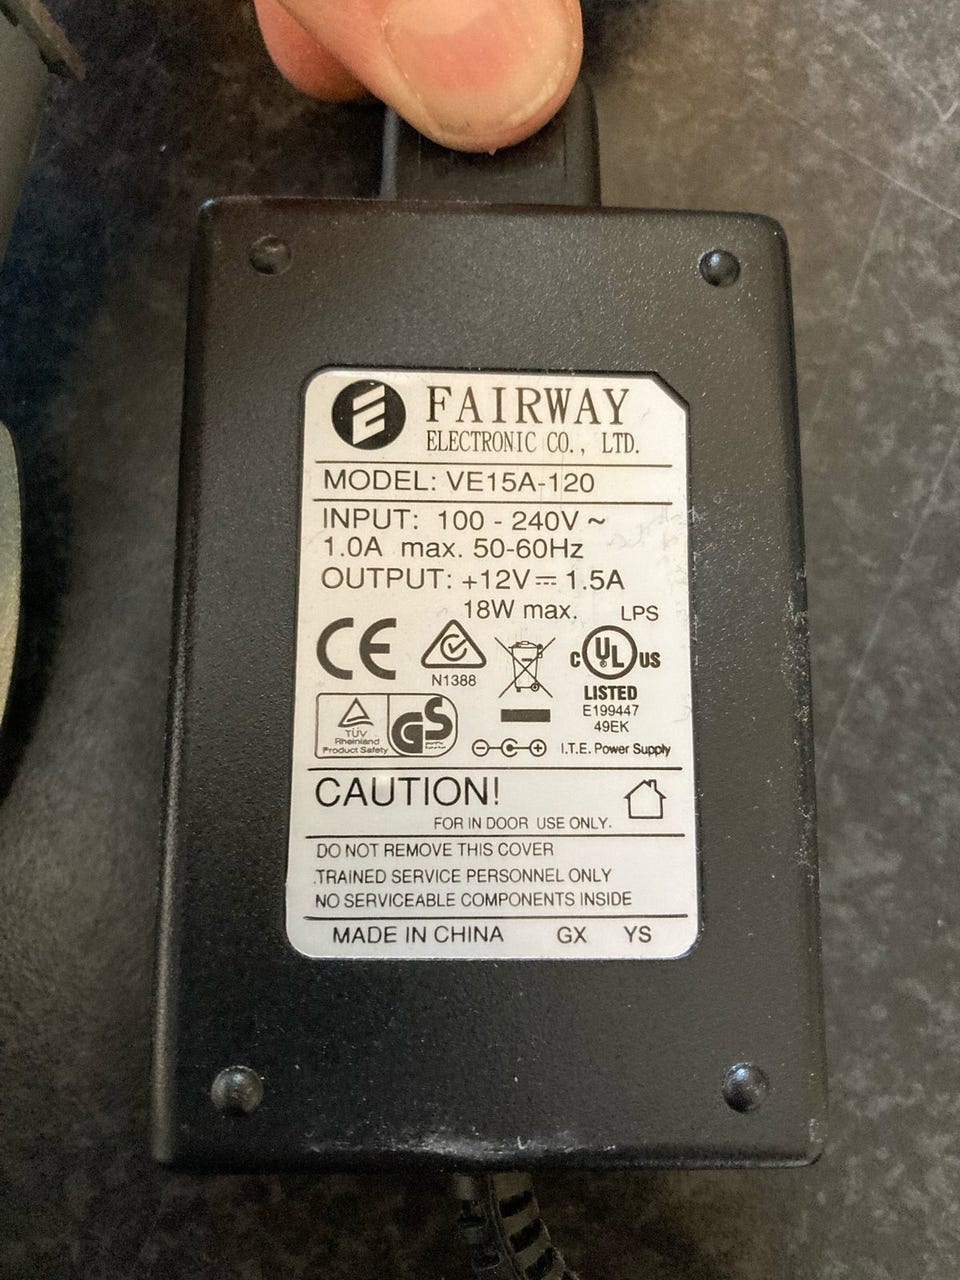 FAIRWAY
ELECTRONIC CO., LTD.
MODEL: VE15A-120
INPUT: 100 - 240V ~
1.0A max. 50-60Hz
OUTPUT: +12V⎓ 1.5A
18W max. LPS
CE
N1388
C UL US
LISTED
E199447
49EK
TÜV
Rheinland
Product Safety
GS
I.T.E. Power Supply
CAUTION!
FOR IN DOOR USE ONLY.
DO NOT REMOVE THIS COVER
.TRAINED SERVICE PERSONNEL ONLY
NO SERVICEABLE COMPONENTS INSIDE
MADE IN CHINA GX YS